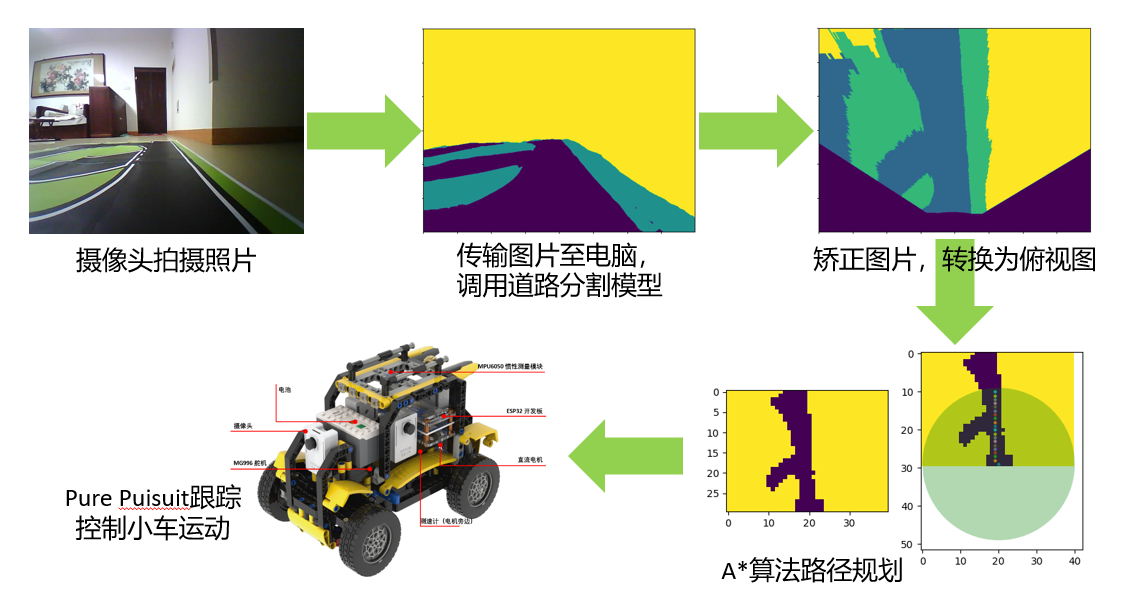 摄像头拍摄照片
传输图片至电脑，
调用道路分割模型
矫正图片，转换为俯视图
0
10
20
30
40
50
0
10
20
30
40
0
5
10
15
20
25
0
10
20
30
A*算法路径规划
MPU6050 惯性测量模块
电池
ESP32 开发板
摄像头
直流电机
MG996 舵机
测速计（电机旁边）
Pure Puisuit跟踪
控制小车运动